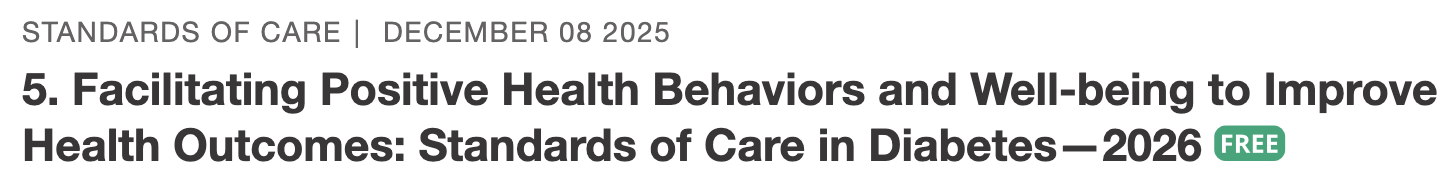 STANDARDS OF CARE | DECEMBER 08 2025
5. Facilitating Positive Health Behaviors and Well-being to Improve
Health Outcomes: Standards of Care in Diabetes—2026 FREE